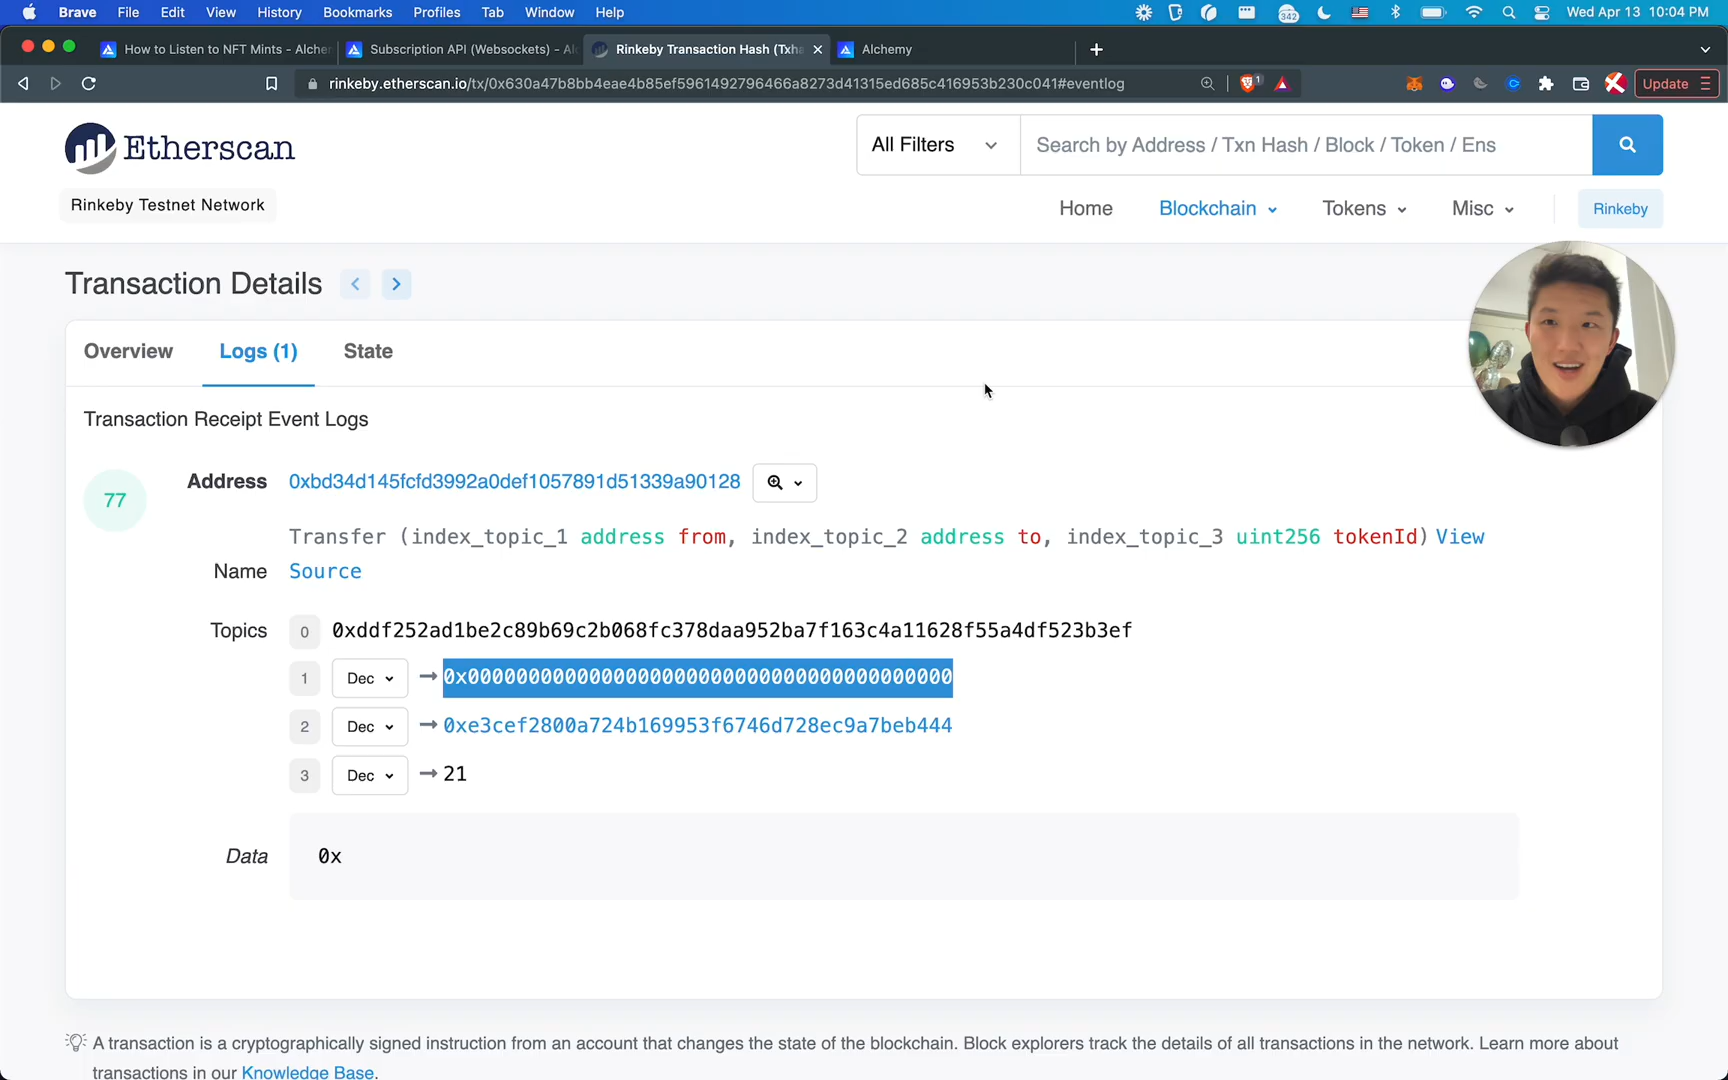 Brave File Edit View History Bookmarks Profiles Tab Window Help 342 Wed Apr 13 10:04 PM
How to Listen to NFT Mints - Alcher Subscription API (Websockets) - Al Rinkeby Transaction Hash (Txha Alchemy
rinkeby.etherscan.io/tx/0x630a47b8bb4eae4b85ef5961492796466a8273d41315ed685c416953b230c041#eventlog 1 Update
Etherscan
All Filters Search by Address / Txn Hash / Block / Token / Ens
Rinkeby Testnet Network
Home Blockchain Tokens Misc Rinkeby
Transaction Details
Overview Logs (1) State
Transaction Receipt Event Logs
77
Address 0xbd34d145fcfd3992a0def1057891d51339a90128
Transfer (index_topic_1 address from, index_topic_2 address to, index_topic_3 uint256 tokenId) View
Name Source
Topics 0 0xddf252ad1be2c89b69c2b068fc378daa952ba7f163c4a11628f55a4df523b3ef
1 Dec 0x0000000000000000000000000000000000000000
2 Dec 0xe3cef2800a724b169953f6746d728ec9a7beb444
3 Dec 21
Data 0x
A transaction is a cryptographically signed instruction from an account that changes the state of the blockchain. Block explorers track the details of all transactions in the network. Learn more about
transactions in our Knowledge Base.